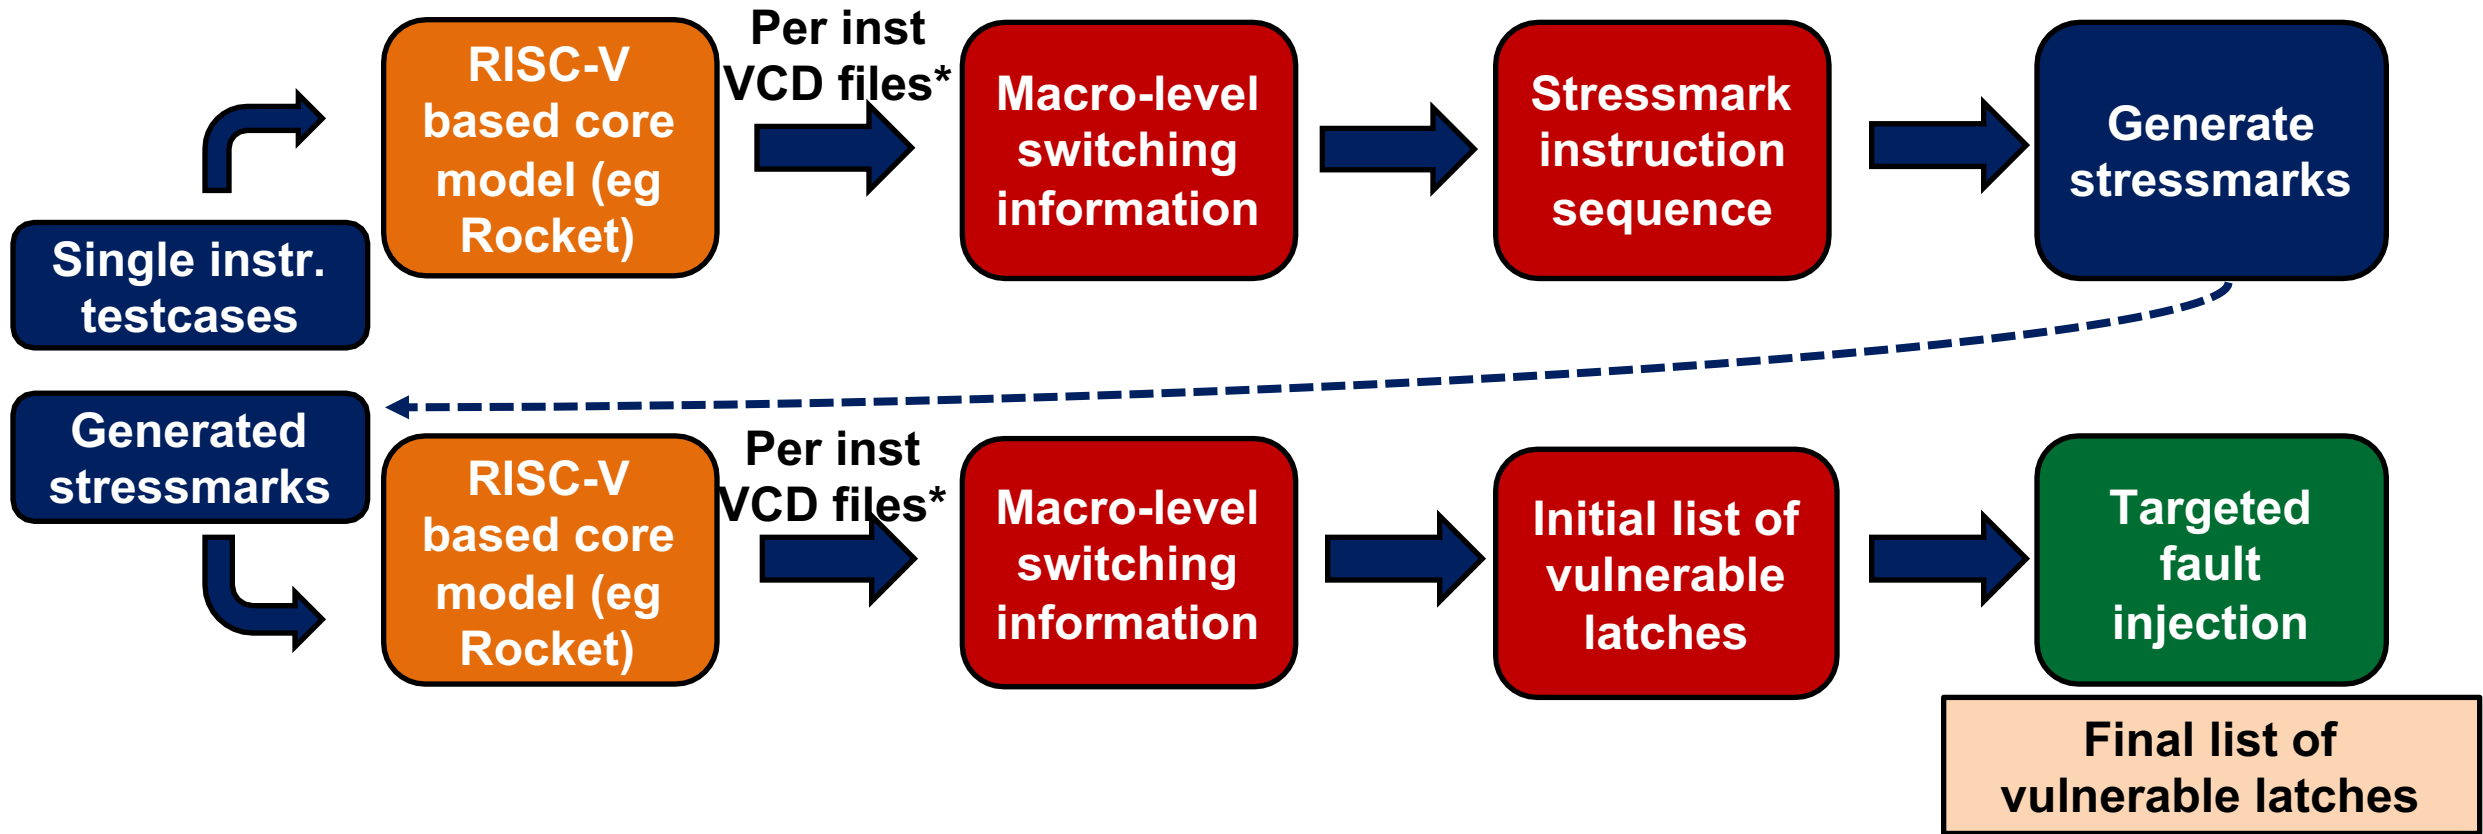 Single instr.
testcases
RISC-V
based core
model (eg
Rocket)
Per inst
VCD files*
Macro-level
switching
information
Stressmark
instruction
sequence
Generate
stressmarks
Generated
stressmarks
RISC-V
based core
model (eg
Rocket)
Per inst
VCD files*
Macro-level
switching
information
Initial list of
vulnerable
latches
Targeted
fault
injection
Final list of
vulnerable latches